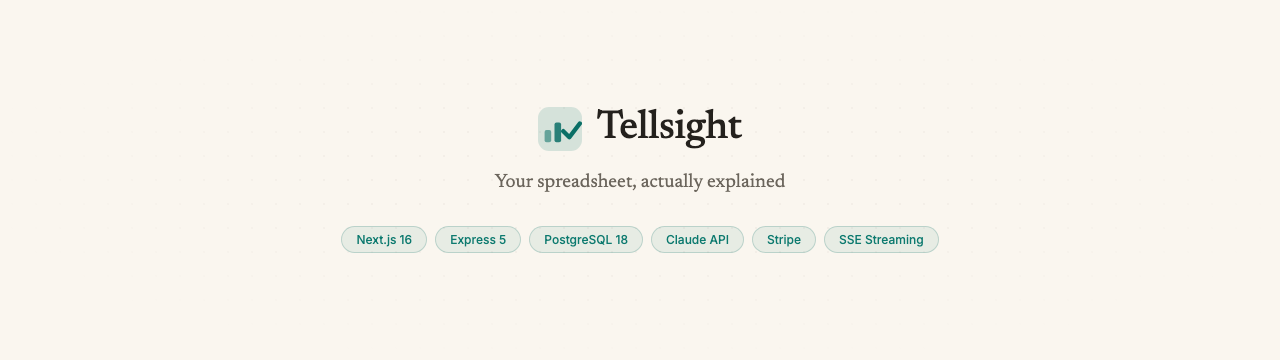 Tellsight
Your spreadsheet, actually explained
Next.js 16 Express 5 PostgreSQL 18 Claude API Stripe SSE Streaming